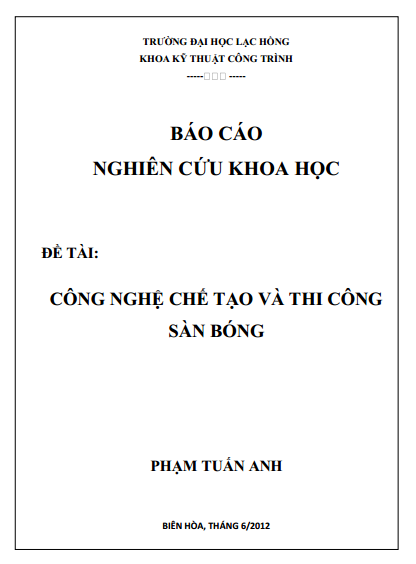 TRƯỜNG ĐẠI HỌC LẠC HỒNG
KHOA KỸ THUẬT CÔNG TRÌNH
----- -----
BÁO CÁO
NGHIÊN CỨU KHOA HỌC
ĐỀ TÀI:
CÔNG NGHỆ CHẾ TẠO VÀ THI CÔNG
SÀN BÓNG
PHẠM TUẤN ANH
BIÊN HÒA, THÁNG 6/2012